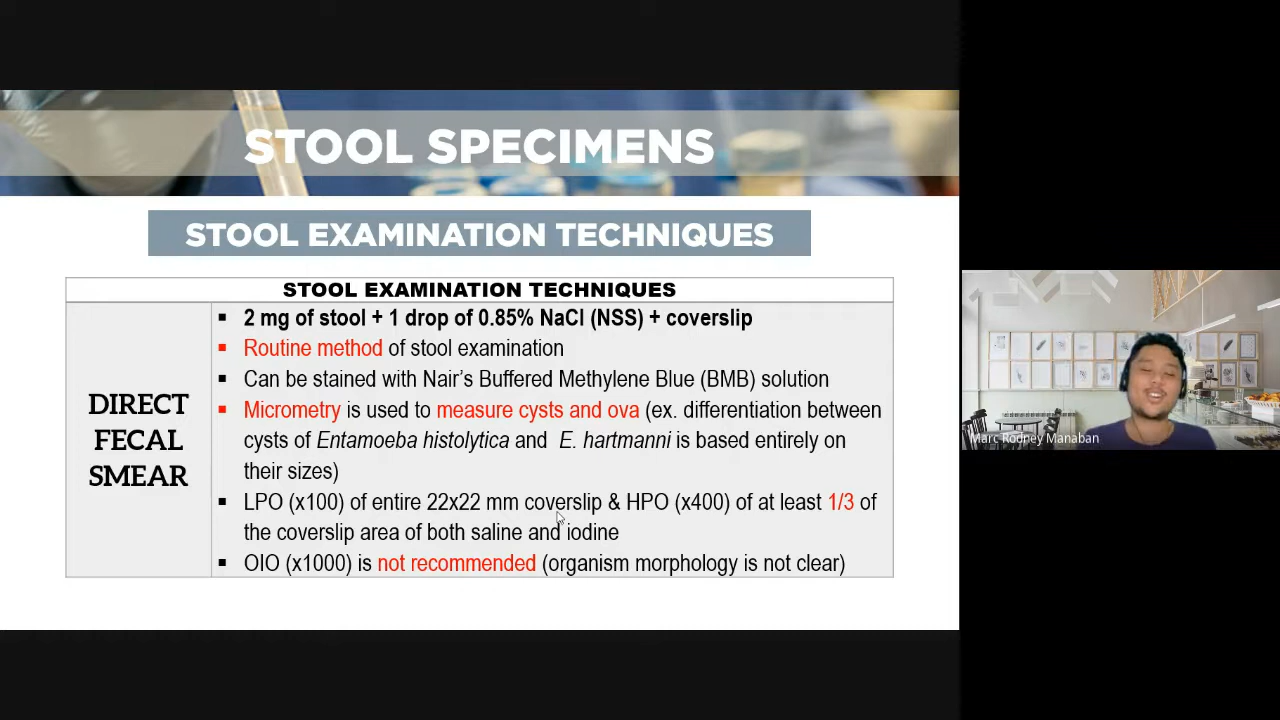 STOOL SPECIMENS
STOOL EXAMINATION TECHNIQUES
STOOL EXAMINATION TECHNIQUES
DIRECT
FECAL
SMEAR
▪ 2 mg of stool + 1 drop of 0.85% NaCl (NSS) + coverslip
▪ Routine method of stool examination
▪ Can be stained with Nair's Buffered Methylene Blue (BMB) solution
▪ Micrometry is used to measure cysts and ova (ex. differentiation between
cysts of Entamoeba histolytica and E. hartmanni is based entirely on
their sizes)
▪ LPO (x100) of entire 22x22 mm coverslip & HPO (x400) of at least 1/3 of
the coverslip area of both saline and iodine
▪ OIO (x1000) is not recommended (organism morphology is not clear)
Marc Rodney Manaban